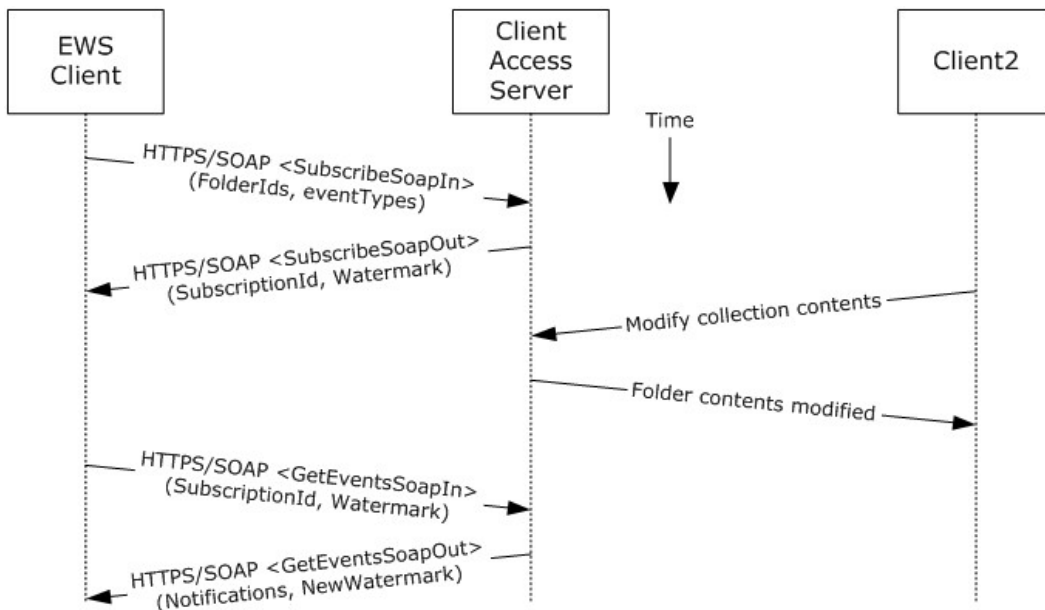 EWS
Client
Client
Access
Server
Client2
Time
HTTPS/SOAP <SubscribeSoapIn>
(FolderIds, eventTypes)
HTTPS/SOAP <SubscribeSoapOut>
(SubscriptionId, Watermark)
Modify collection contents
Folder contents modified
HTTPS/SOAP <GetEventsSoapIn>
(SubscriptionId, Watermark)
HTTPS/SOAP <GetEventsSoapOut>
(Notifications, NewWatermark)